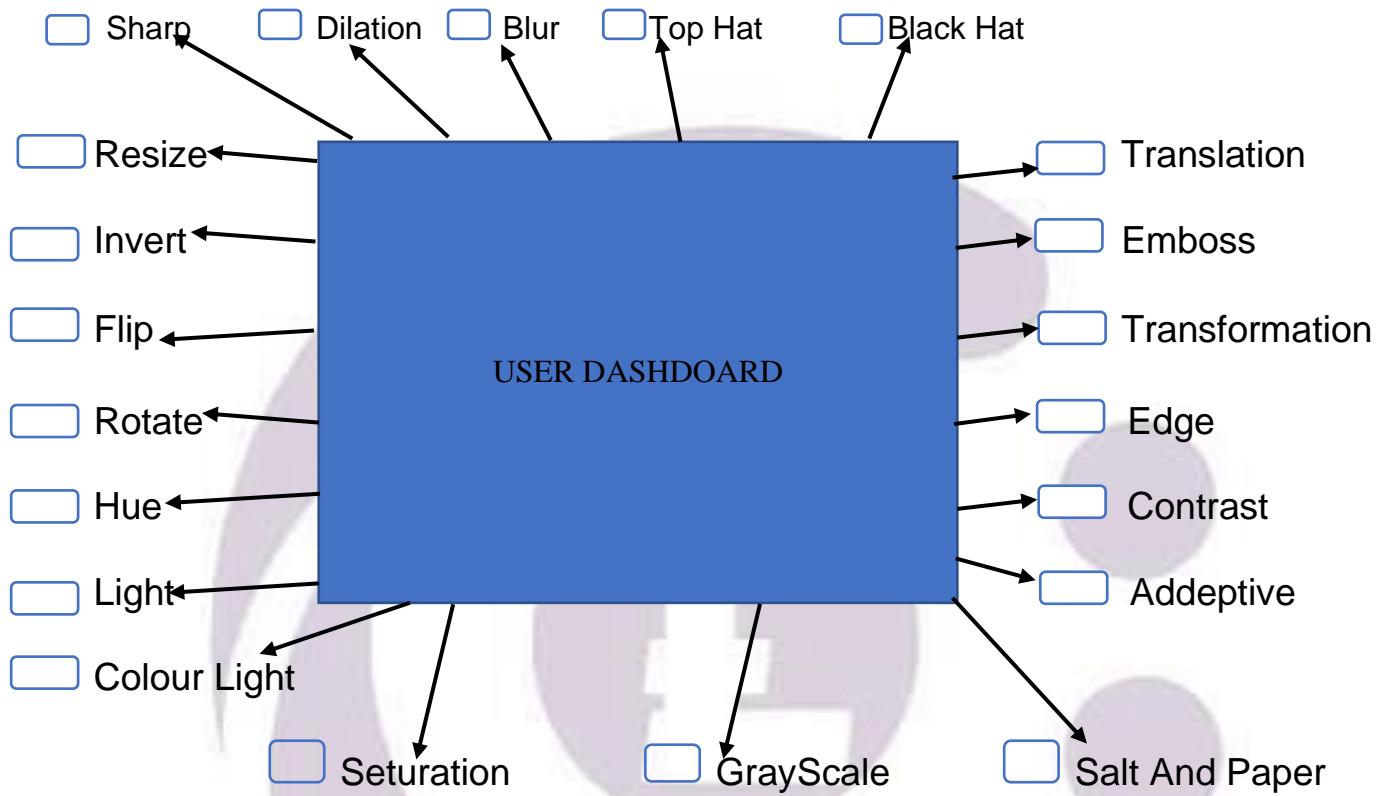 Sharp
Dilation
Blur
Top Hat
Black Hat
Resize
Invert
Flip
Rotate
Hue
Light
Colour Light
USER DASHDOARD
Translation
Emboss
Transformation
Edge
Contrast
Addeptive
Seturation
GrayScale
Salt And Paper